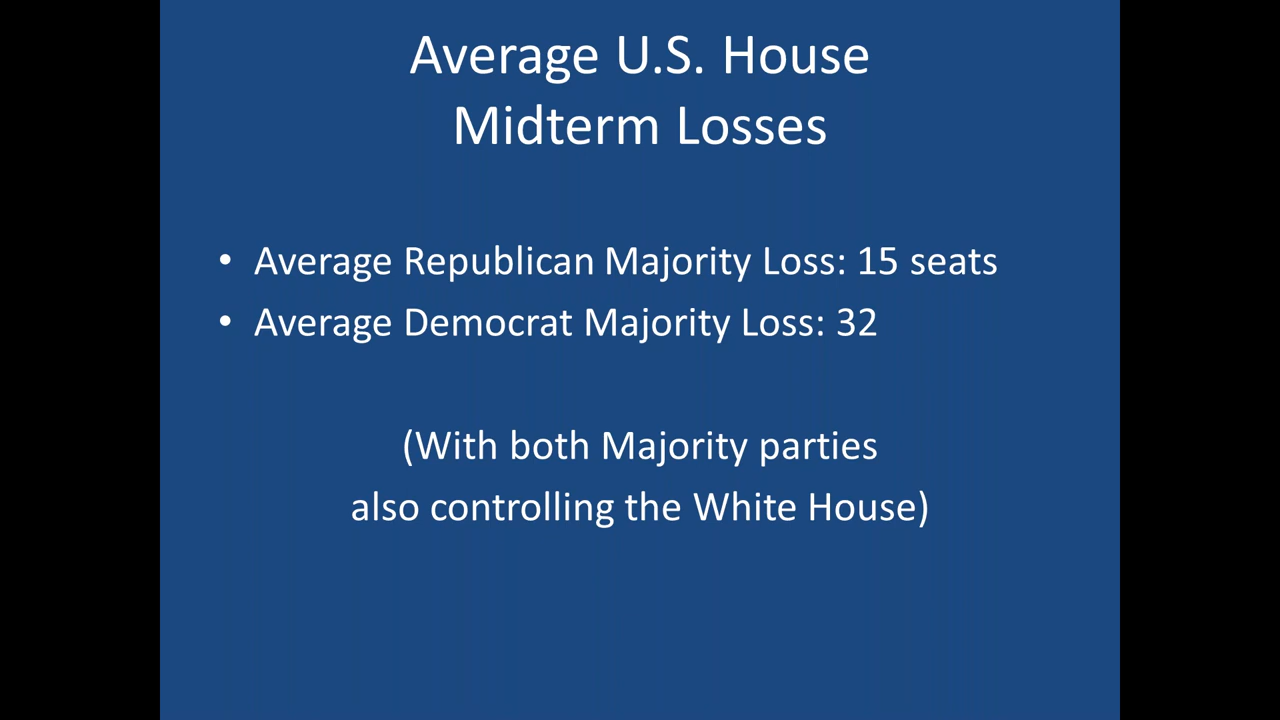 Average U.S. House
Midterm Losses
• Average Republican Majority Loss: 15 seats
• Average Democrat Majority Loss: 32
(With both Majority parties
also controlling the White House)